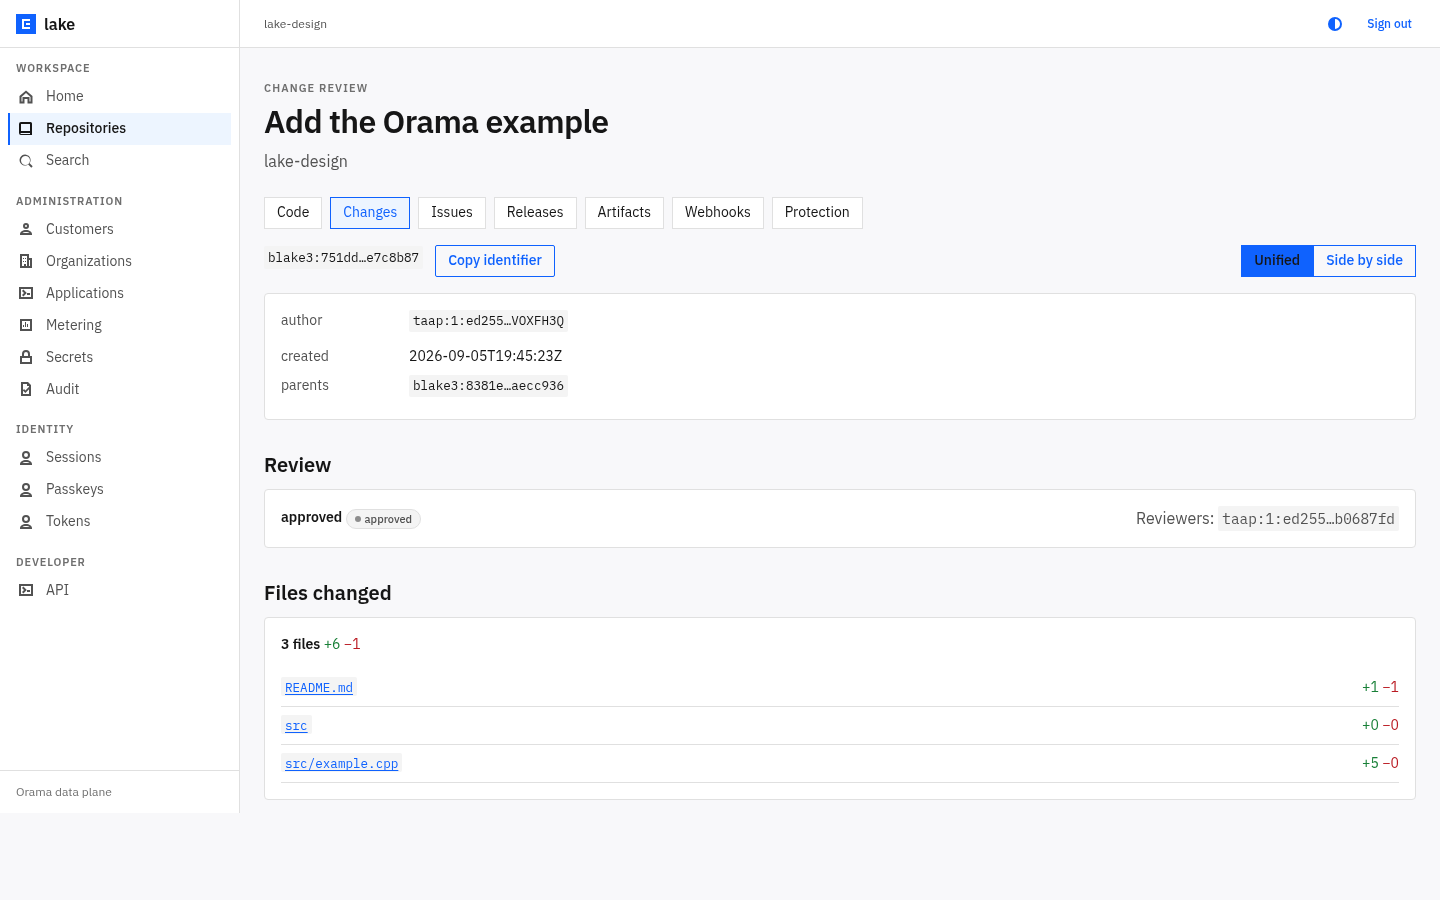 lake
lake-design
Sign out
WORKSPACE
Home
Repositories
Search
ADMINISTRATION
Customers
Organizations
Applications
Metering
Secrets
Audit
IDENTITY
Sessions
Passkeys
Tokens
DEVELOPER
API
Orama data plane
CHANGE REVIEW
Add the Orama example
lake-design
Code Changes Issues Releases Artifacts Webhooks Protection
blake3:751dd…e7c8b87 Copy identifier Unified Side by side
author taap:1:ed255…VOXFH3Q
created 2026-09-05T19:45:23Z
parents blake3:8381e…aecc936
Review
approved approved Reviewers: taap:1:ed255…b0687fd
Files changed
3 files +6 −1
README.md +1 −1
src +0 −0
src/example.cpp +5 −0